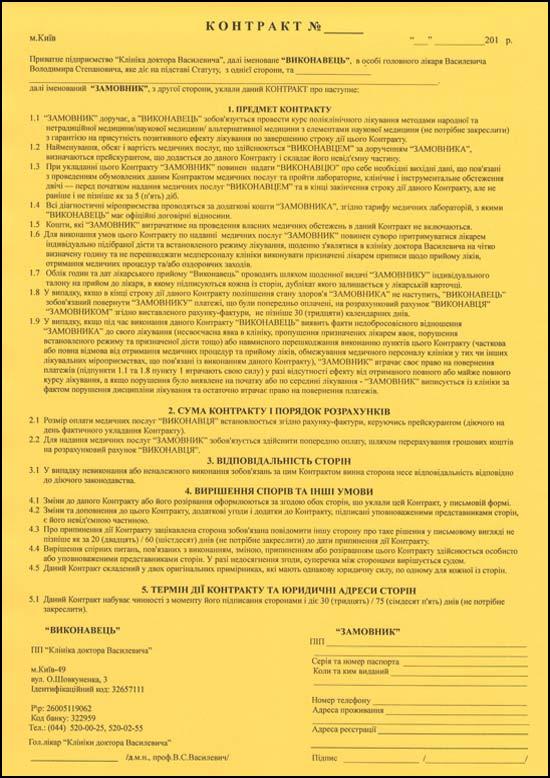 КОНТРАКТ №______
м.Київ “___” ____________201 р.
Приватне підприємство “Клініка доктора Василевича”, далі іменоване “ВИКОНАВЕЦЬ”, в особі головного лікаря Василевича
Володимира Степановича, яке діє на підставі Статуту, з однієї сторони, та
далі іменований “ЗАМОВНИК”, з другої сторони, уклали даний КОНТРАКТ про наступне:
1. ПРЕДМЕТ КОНТРАКТУ
1.1 “ЗАМОВНИК” доручає, а “ВИКОНАВЕЦЬ” зобов'язується провести курс поліклінічного лікування методами народної та
нетрадиційної медицини/наукової медицини/ альтернативної медицини з елементами наукової медицини (не потрібне закреслити)
з гарантією на присутність позитивного ефекту лікування по завершенню строку дії цього Контракту.
1.2 Найменування, обсяг і вартість медичних послуг, що здійснюються “ВИКОНАВЦЕМ” за дорученням “ЗАМОВНИКА”,
визначаються прейскурантом, що додається до даного Контракту і складає його невід'ємну частину.
1.3 При укладанні цього Контракту “ЗАМОВНИК” повинен надати “ВИКОНАВЦЮ” про себе необхідні вихідні дані, що пов'язані
з проведенням обумовлених даним Контрактом медичних послуг та пройти лабораторне, клінічне і инструментальне обстеження
двічі — перед початком надання медичних послуг “ВИКОНАВЦЕМ” та в кінці закінчення строку дії даного Контракту, але не
раніше і не пізніше як за 5 (п'ять) діб.
1.4 Всі діагностичні міроприємства проводяться за додаткові кошти “ЗАМОВНИКА”, згідно тарифу медичних лабораторій, з якими
“ВИКОНАВЕЦЬ” має офіційні договірні відносини.
1.5 Кошти, які “ЗАМОВНИК” витрачатиме на проведення власних медичних обстежень в даний Контракт не включаються.
1.6 Для виконання умов цього Контракту по наданні медичних послуг “ЗАМОВНИК” повинен суворо притримуватися лікарем
індивідуально підібраної дієти та встановленого режиму лікування, щоденно з'являтися в клініку доктора Василевича на чітко
визначену годину та не перешкоджати медперсоналу клініки виконувати призначені лікарем приписи щодо прийому ліків,
отримання медичних процедур та/або оздоровчих заходів.
1.7 Облік годин та дат лікарського прийому “Виконавець” проводить шляхом щоденної видачі “ЗАМОВНИКУ” індивідуального
талону на прийом до лікаря, в якому підписуються кожна із сторін, дублікат якого залишається у лікарській карточці.
1.8 У випадку, якщо в кінці строку дії даного Контракту поліпшення стану здоров'я “ЗАМОВНИКА” не наступить, “ВИКОНАВЕЦЬ”
зобов'язаний повернути “ЗАМОВНИКУ” платежі, що були попередньо оплачені, на розрахунковий рахунок “ВИКОНАВЦЯ”
“ЗАМОВНИКОМ” згідно виставленого рахунку-фактури, не пізніше 30 (тридцяти) календарних днів.
1.9 У випадку, якщо під час виконання даного Контракту “ВИКОНАВЕЦЬ” виявить факти недобросовісного відношення
“ЗАМОВНИКА” до свого лікування (несвоєчасна явка в клініку, пропущення призначених лікарем явок, порушення
встановленого режиму та призначеної дієти тощо) або навмисного перешкоджання виконанню пунктів цього Контракту (часткова
або повна відмова від отримання медичних процедур та прийому ліків, обмежування медичного персоналу клініки у тих чи інших
лікувальних міроприємствах, що пов'язані із виконанням даного Контракту), “ЗАМОВНИК” втрачає своє право на повернення
платежів (підпункти 1.1 та 1.8 пункту 1 втрачають свою силу) у разі відсутності ефекту від отриманого повного або майже повного
курсу лікування, а якщо порушення було виявлене на початку або по середині лікування - “ЗАМОВНИК” виписується із клініки за
фактом порушення дисципліни лікування та остаточно втрачає право на повернення платежів.
2. СУМА КОНТРАКТУ І ПОРЯДОК РОЗРАХУНКІВ
2.1 Розмір оплати медичних послуг “ВИКОНАВЦЯ” встановлюється згідно рахунку-фактури, керуючись прейскурантом (діючого на
день фактичного укладання Контракту).
2.2 Для надання медичних послуг “ЗАМОВНИК” зобов'язується здійснити попередню оплату, шляхом перерахування грошових коштів
на розрахунковий рахунок “ВИКОНАВЦЯ”.
3. ВІДПОВІДАЛЬНІСТЬ СТОРІН
3.1 У випадку невиконання або неналежного виконання зобов'язань за цим Контрактом винна сторона несе відповідальність відповідно
до діючого законодавства.
4. ВИРІШЕННЯ СПОРІВ ТА ІНШІ УМОВИ
4.1 Зміни до даного Контракту або його розірвання оформлюються за згодою обох сторін, що уклали цей Контракт, у письмовій формі.
4.2 Зміни та доповнення до цього Контракту, додаткові угоди і додатки до Контракту, підписані уповноваженими представниками сторін,
є його невід'ємною частиною.
4.3 Про припинення дії Контракту зацікавлена сторона зобов'язана повідомити іншу сторону про таке рішення у письмовому вигляді не
пізніше як за 20 (двадцять) / 60 (шістдесят) днів (не потрібне закреслити) до дати припинення дії Контракту.
4.4 Вирішення спірних питань, пов'язаних з виконанням, зміною, припиненням або розірванням цього Контракту здійснюється особисто
або уповноваженими представниками сторін. У разі недосягнення згоди, суперечка між сторонами вирішується судом.
4.5 Даний Контракт складений у двох оригінальних примірниках, які мають однакову юридичну силу, по одному для кожної із сторін.
5. ТЕРМІН ДІЇ КОНТРАКТУ ТА ЮРИДИЧНІ АДРЕСИ СТОРІН
5.1 Даний Контракт набуває чинності з моменту його підписання сторонами і діє 30 (тридцять) / 75 (сімдесят п'ять) днів (не потрібне
закреслити).
“ВИКОНАВЕЦЬ” “ЗАМОВНИК”
ПІП
ПП “Клініка доктора Василевича”
Серія та номер паспорта
м.Київ-49 Коли та ким виданий
вул. О.Шовкуненка, 3
Ідентифікаційний код: 32657111
Номер телефону
Р\р: 26005119062 Адреса проживання
Код банку: 322959
Тел.: (044) 520-00-25, 520-02-55 Адреса реєстрації
Гол.лікар “Клініки доктора Василевича”
/д.м.н., проф.В.С.Василевич/ Підпис ____________ /____________/